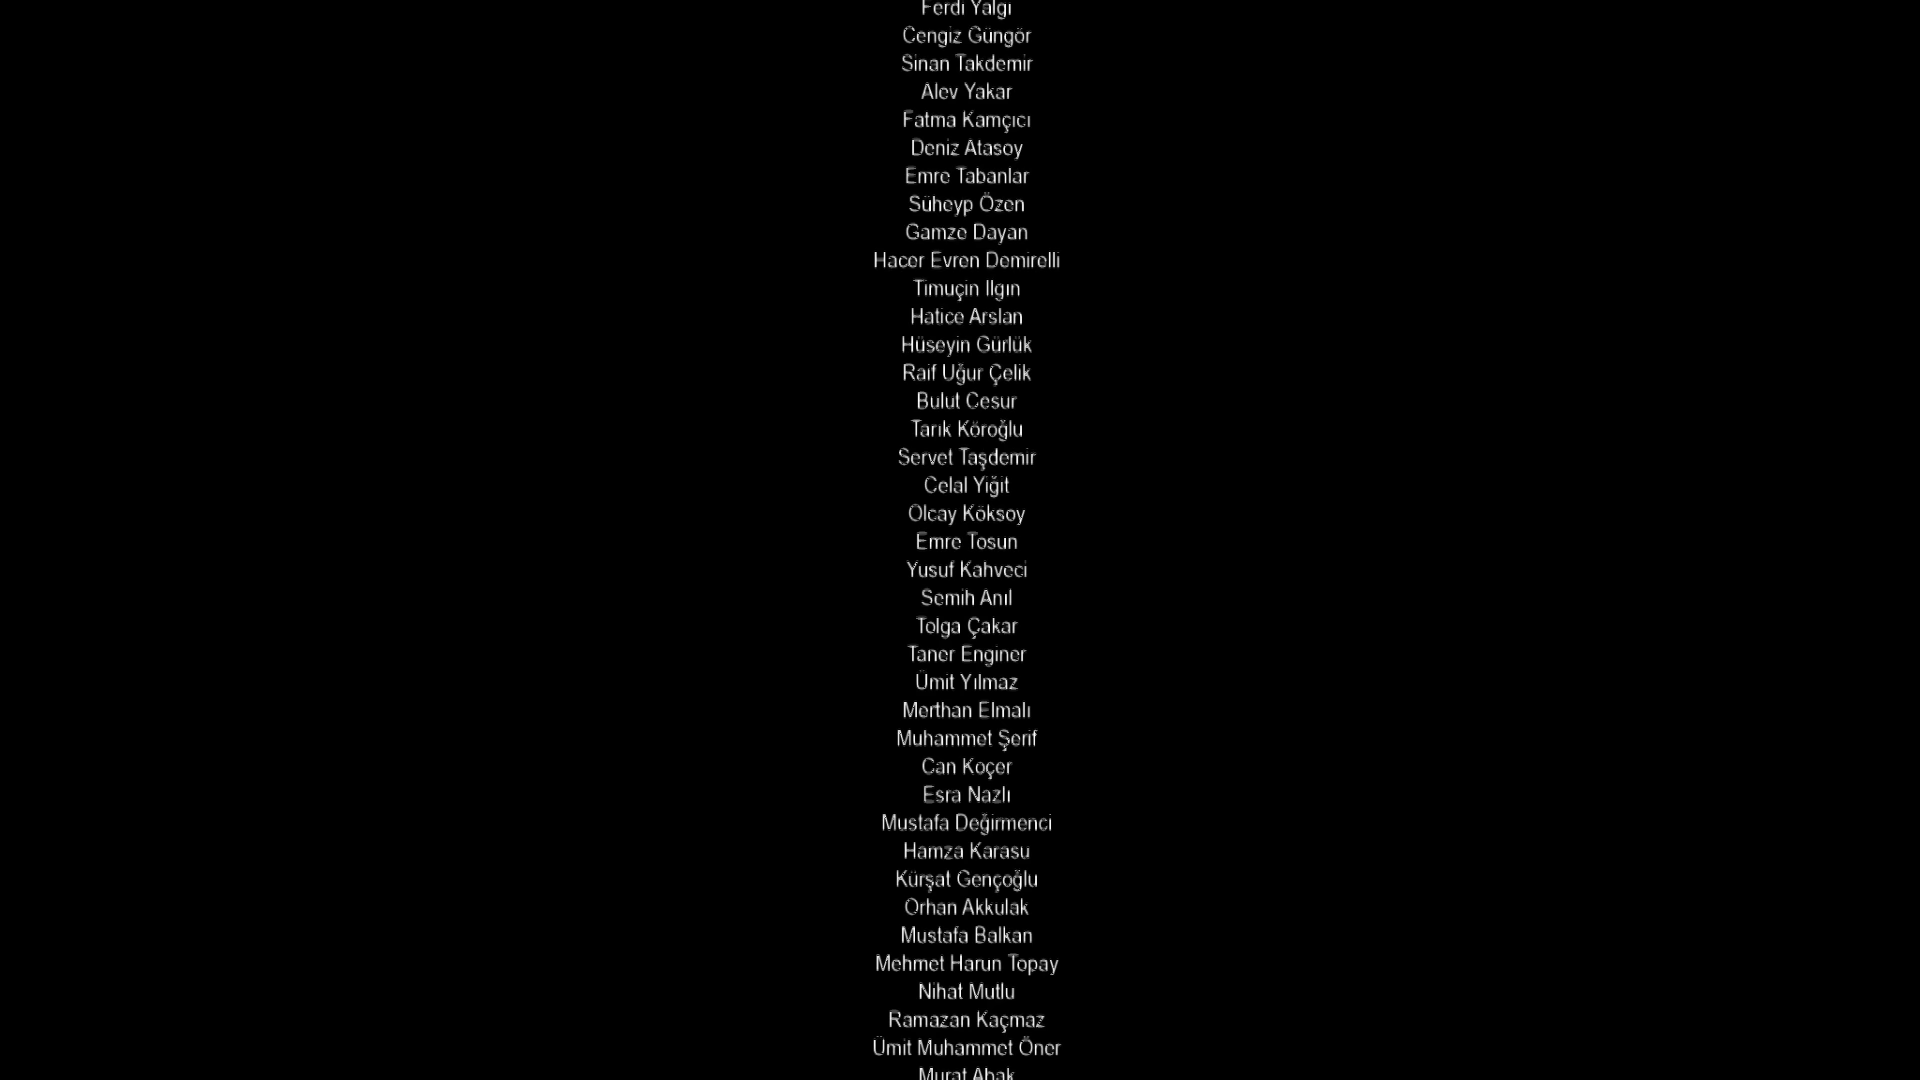 Ferdi Yalgı
Cengiz Güngör
Sinan Takdemir
Alev Yakar
Fatma Kamçıcı
Deniz Atasoy
Emre Tabanlar
Süheyp Özen
Gamze Dayan
Hacer Evren Demirelli
Timuçin Ilgın
Hatice Arslan
Hüseyin Gürlük
Raif Uğur Çelik
Bulut Cesur
Tarık Köroğlu
Servet Taşdemir
Celal Yiğit
Olcay Köksoy
Emre Tosun
Yusuf Kahveci
Semih Anıl
Tolga Çakar
Taner Enginer
Ümit Yılmaz
Merthan Elmalı
Muhammet Şerif
Can Koçer
Esra Nazlı
Mustafa Değirmenci
Hamza Karasu
Kürşat Gençoğlu
Orhan Akkulak
Mustafa Balkan
Mehmet Harun Topay
Nihat Mutlu
Ramazan Kaçmaz
Ümit Muhammet Öner
Murat Abak